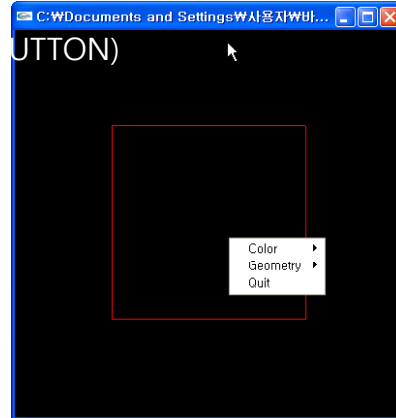 C:₩Documents and Settings₩사용자₩바...
UTTON)
Color
Geometry
Quit